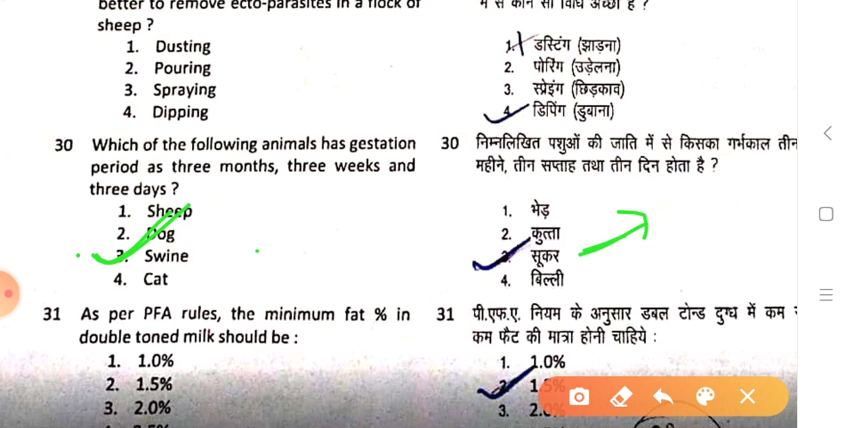 better to remove ecto-parasites in a flock of
sheep ?
1. Dusting
2. Pouring
3. Spraying
4. Dipping
30 Which of the following animals has gestation
period as three months, three weeks and
three days ?
1. Sheep
2. Dog
3. Swine
4. Cat
31 As per PFA rules, the minimum fat % in
double toned milk should be :
1. 1.0%
2. 1.5%
3. 2.0%
में से कौन सी विधि अच्छी है ?
1. डस्टिंग (झाड़ना)
2. पोरिंग (उड़ेलना)
3. स्प्रेइंग (छिड़काव)
4. डिपिंग (डुबाना)
30 निम्नलिखित पशुओं की जाति में से किसका गर्भकाल तीन
महीने, तीन सप्ताह तथा तीन दिन होता है ?
1. भेड़
2. कुत्ता
3. सूकर
4. बिल्ली
31 पी.एफ.ए. नियम के अनुसार डबल टोन्ड दुग्ध में कम
कम फैट की मात्रा होनी चाहिये :
1. 1.0%
3. 2.0%